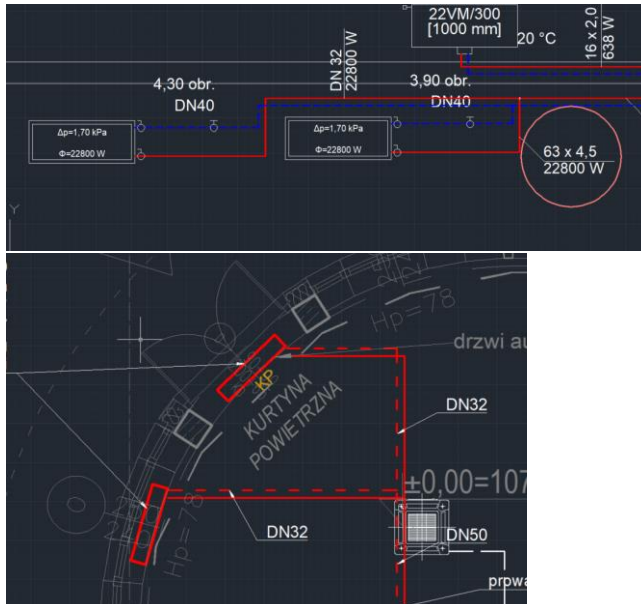 22VM/300
[1000 mm]
20 °C
16 x 2,0
638 W
DN 32
22800 W
4,30 obr.
DN40
3,90 obr.
DN40
Δp=1,70 kPa
Φ=22800 W
Δp=1,70 kPa
Φ=22800 W
63 x 4,5
22800 W
Y
Hp=78
drzwi au
KP
KURTYNA
POWIETRZNA
DN32
±0,00=107
Hp=78
DN32
DN50
prowa